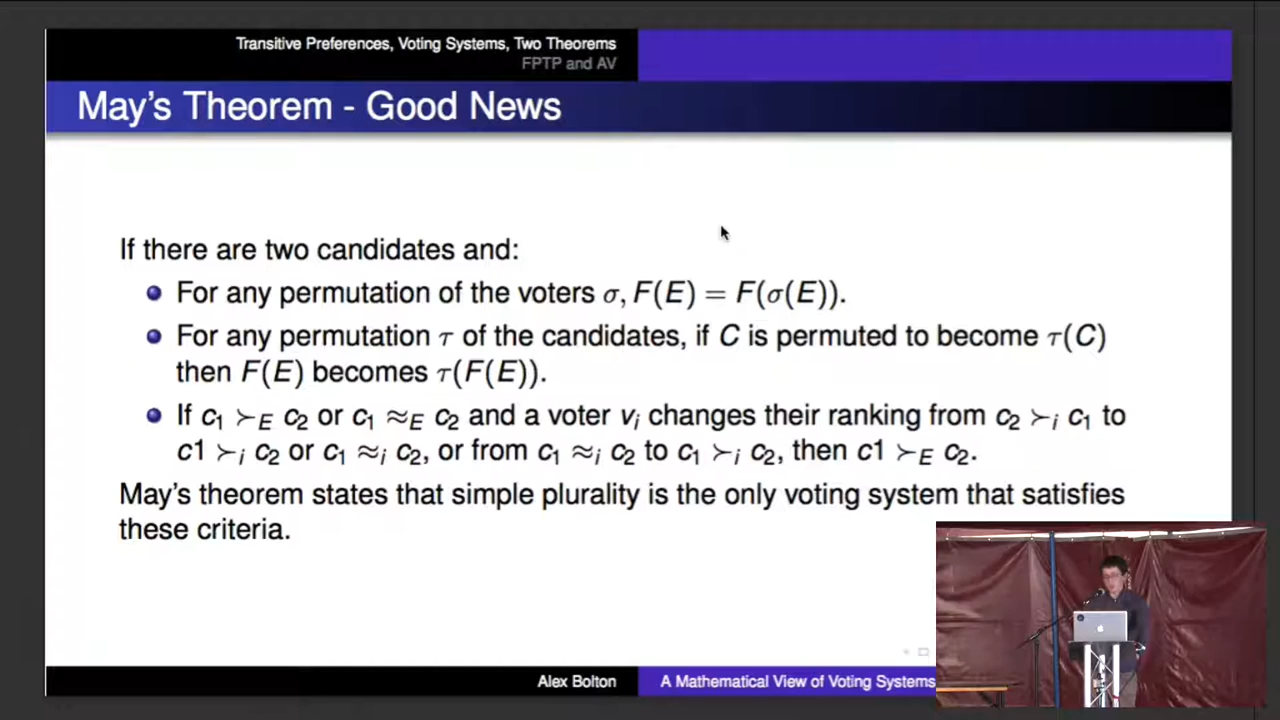 Transitive Preferences, Voting Systems, Two Theorems
FPTP and AV
May's Theorem - Good News
If there are two candidates and:
For any permutation of the voters σ, F(E) = F(σ(E)).
For any permutation τ of the candidates, if C is permuted to become τ(C)
then F(E) becomes τ(F(E)).
If c₁ ≻_E c₂ or c₁ ≈_E c₂ and a voter v_i changes their ranking from c₂ ≻_i c₁ to
c1 ≻_i c₂ or c₁ ≈_i c₂, or from c₁ ≈_i c₂ to c₁ ≻_i c₂, then c1 ≻_E c₂.
May's theorem states that simple plurality is the only voting system that satisfies
these criteria.
Alex Bolton
A Mathematical View of Voting Systems